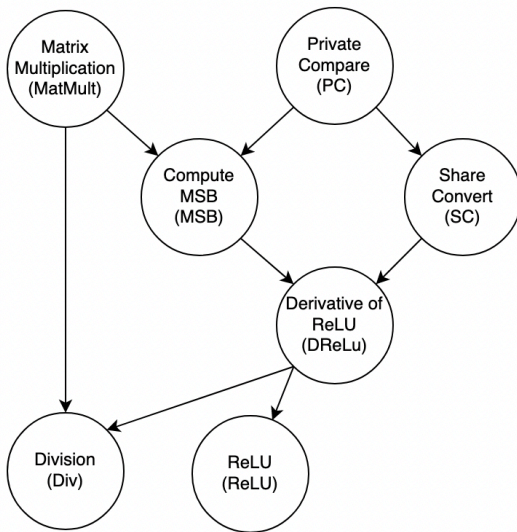 Matrix
Multiplication
(MatMult)
Private
Compare
(PC)
Compute
MSB
(MSB)
Share
Convert
(SC)
Derivative of
ReLU
(DReLu)
Division
(Div)
ReLU
(ReLU)